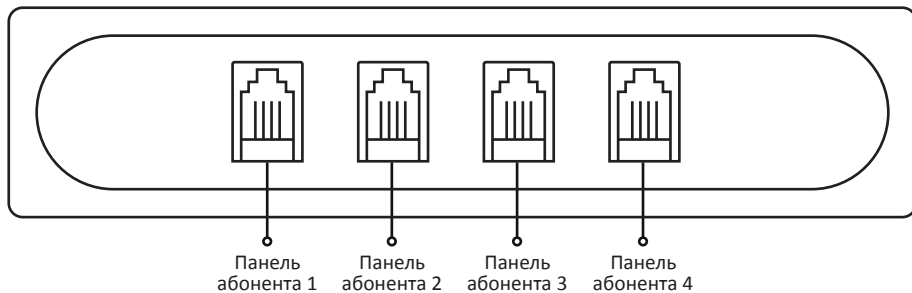 Панель абонента 1
Панель абонента 2
Панель абонента 3
Панель абонента 4